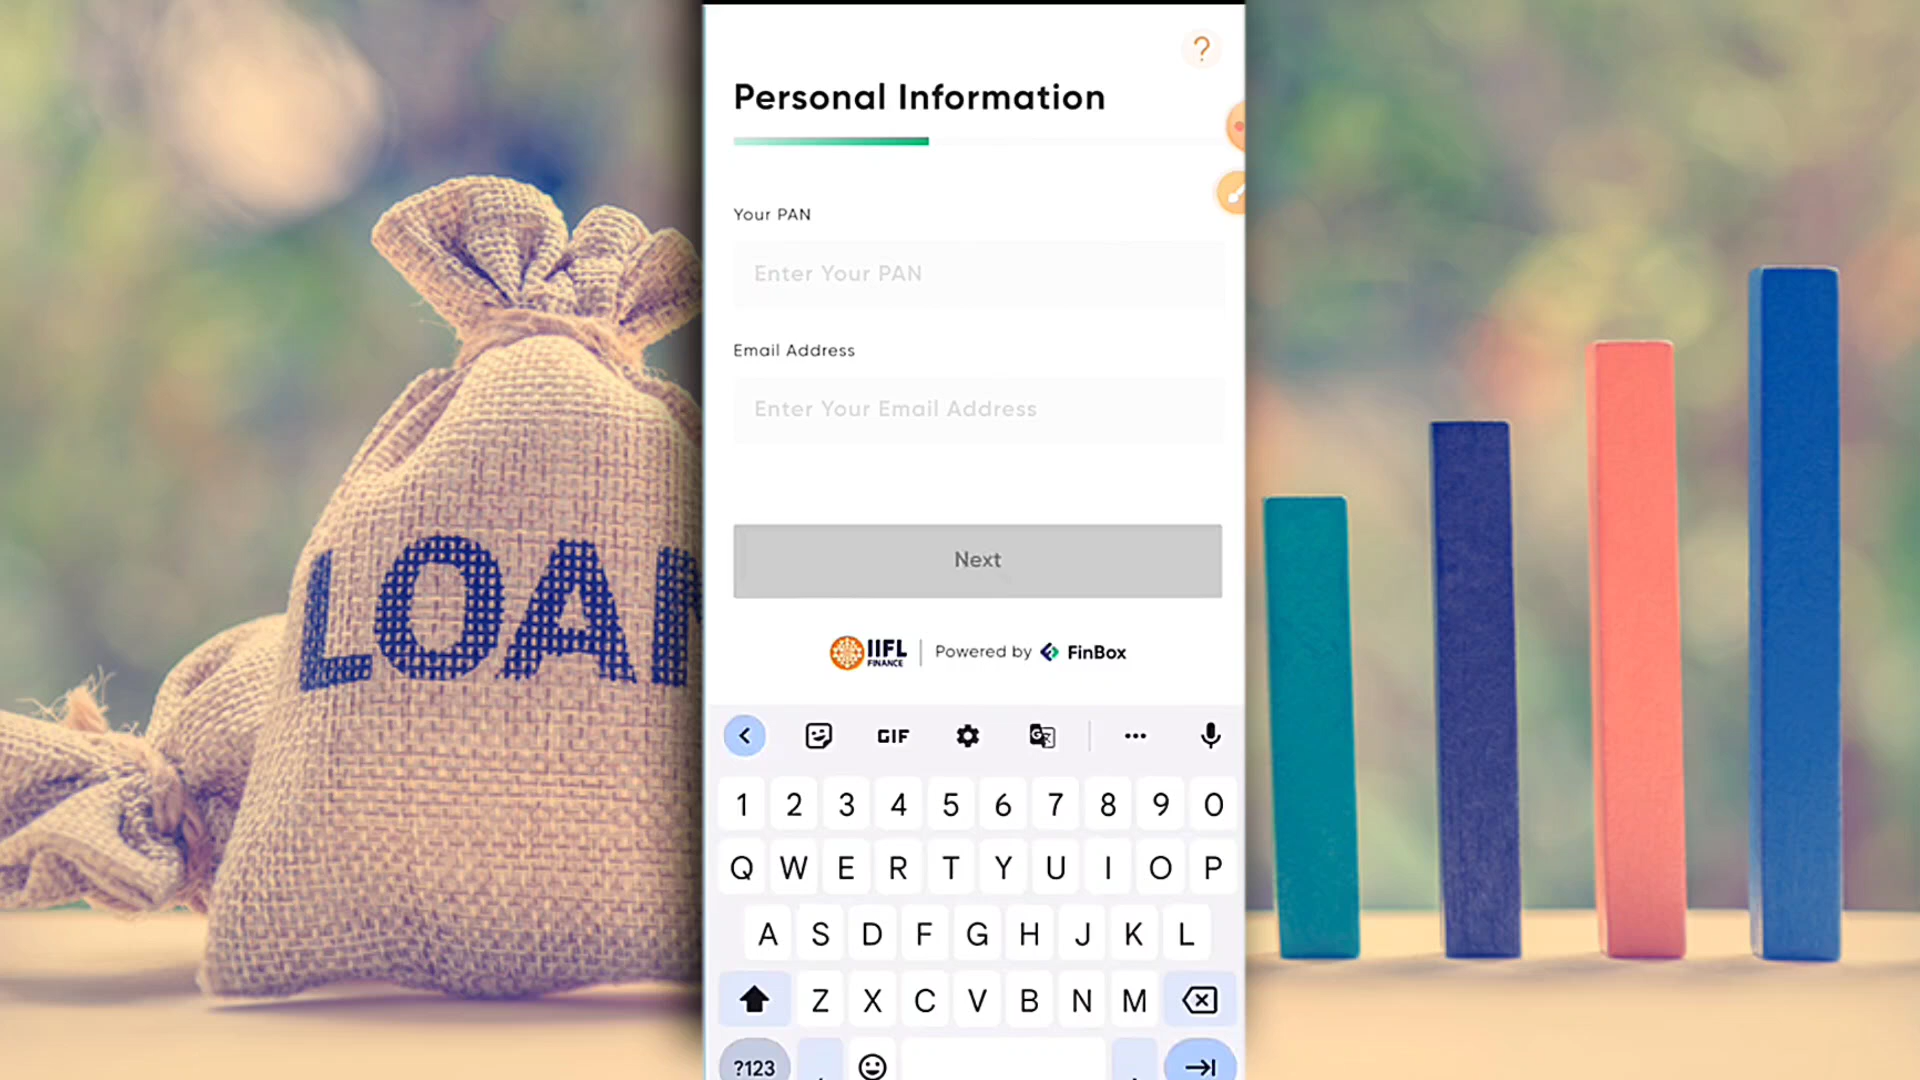 ?
Personal Information
Your PAN
Enter Your PAN
Email Address
Enter Your Email Address
Next
IIFL FINANCE | Powered by FinBox
GIF
1 2 3 4 5 6 7 8 9 0
Q W E R T Y U I O P
A S D F G H J K L
Z X C V B N M
?123 , .
LOAN